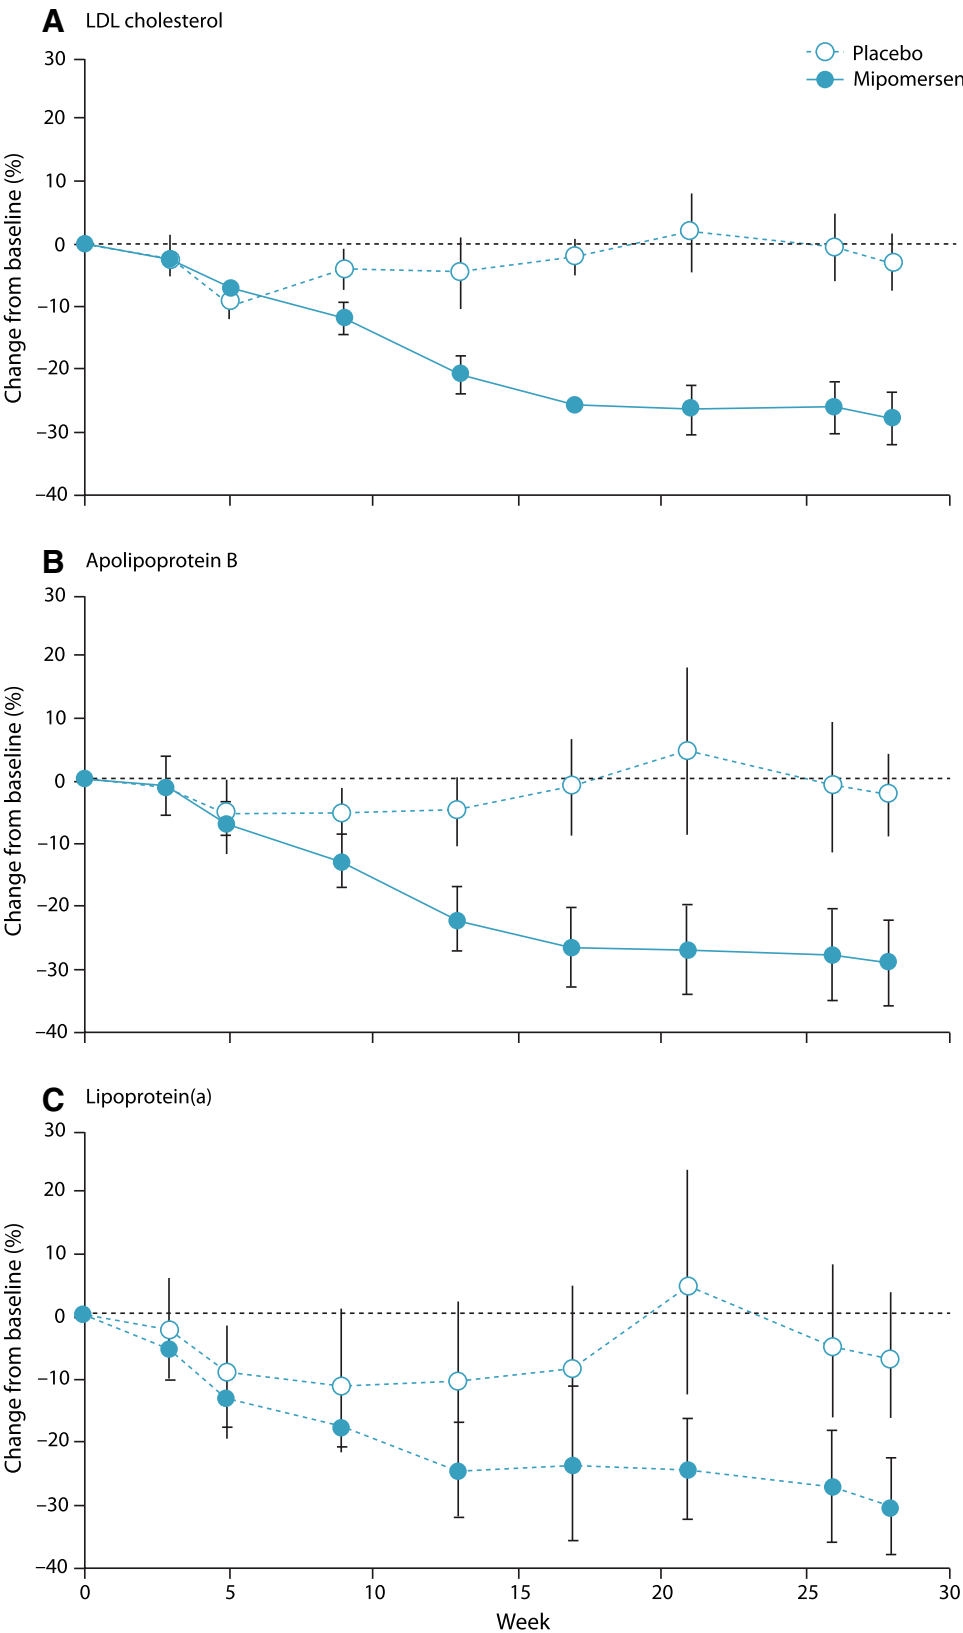 A LDL cholesterol
Placebo
Mipomersen
Change from baseline (%)
30
20
10
0
–10
–20
–30
–40
B Apolipoprotein B
Change from baseline (%)
30
20
10
0
–10
–20
–30
–40
C Lipoprotein(a)
Change from baseline (%)
30
20
10
0
–10
–20
–30
–40
0 5 10 15 20 25 30
Week